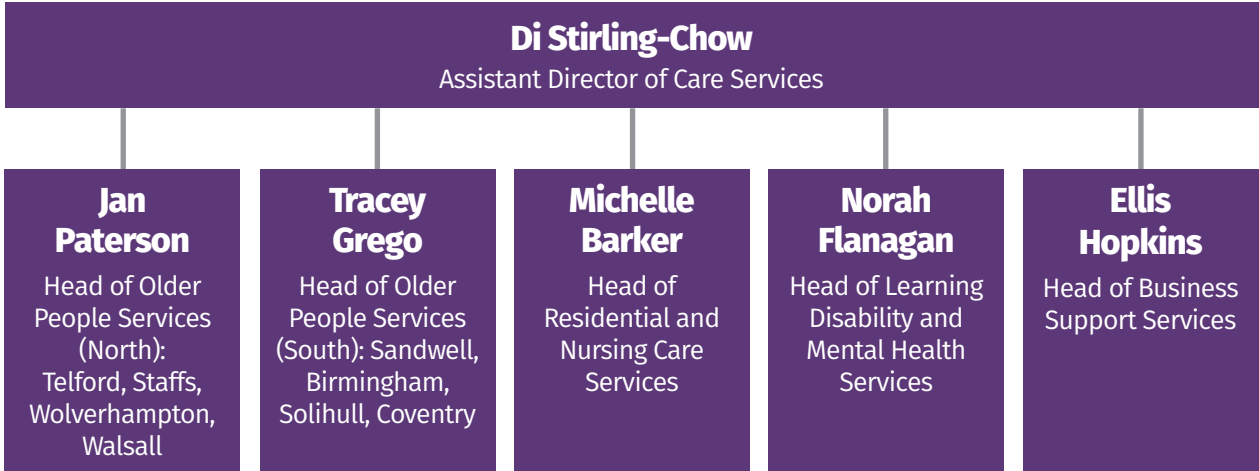 Di Stirling-Chow
Assistant Director of Care Services
Jan
Paterson
Head of Older
People Services
(North):
Telford, Staffs,
Wolverhampton,
Walsall
Tracey
Grego
Head of Older
People Services
(South): Sandwell,
Birmingham,
Solihull, Coventry
Michelle
Barker
Head of
Residential and
Nursing Care
Services
Norah
Flanagan
Head of Learning
Disability and
Mental Health
Services
Ellis
Hopkins
Head of Business
Support Services